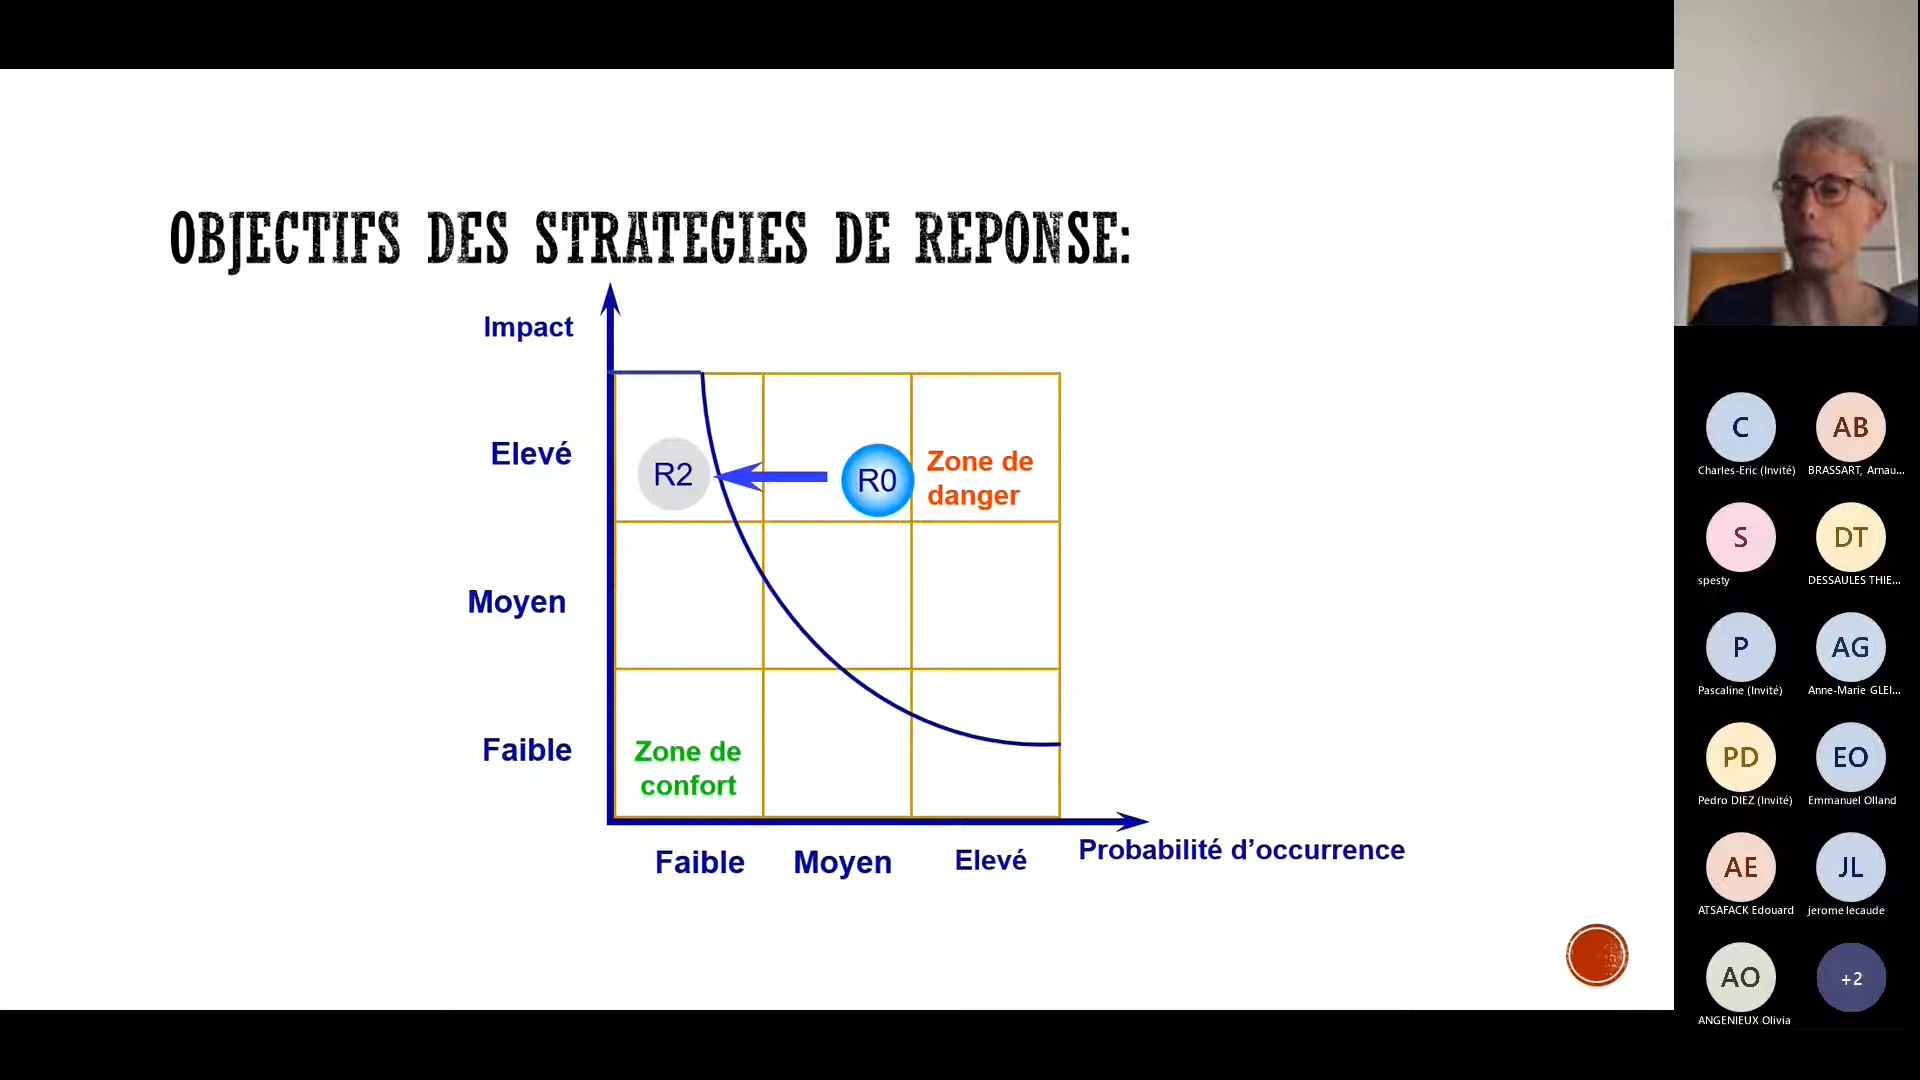 OBJECTIFS DES STRATEGIES DE REPONSE:
Impact
Elevé
R2
R0
Zone de
danger
Moyen
Faible
Zone de
confort
Faible
Moyen
Elevé
Probabilité d’occurrence
C
Charles-Eric (Invité)
AB
BRASSART, Arnau...
S
spesty
DT
DESSAULES THIE...
P
Pascaline (Invité)
AG
Anne-Marie GLEI...
PD
Pedro DIEZ (Invité)
EO
Emmanuel Olland
AE
ATSAFACK Edouard
JL
jerome lecaude
AO
ANGENIEUX Olivia
+2